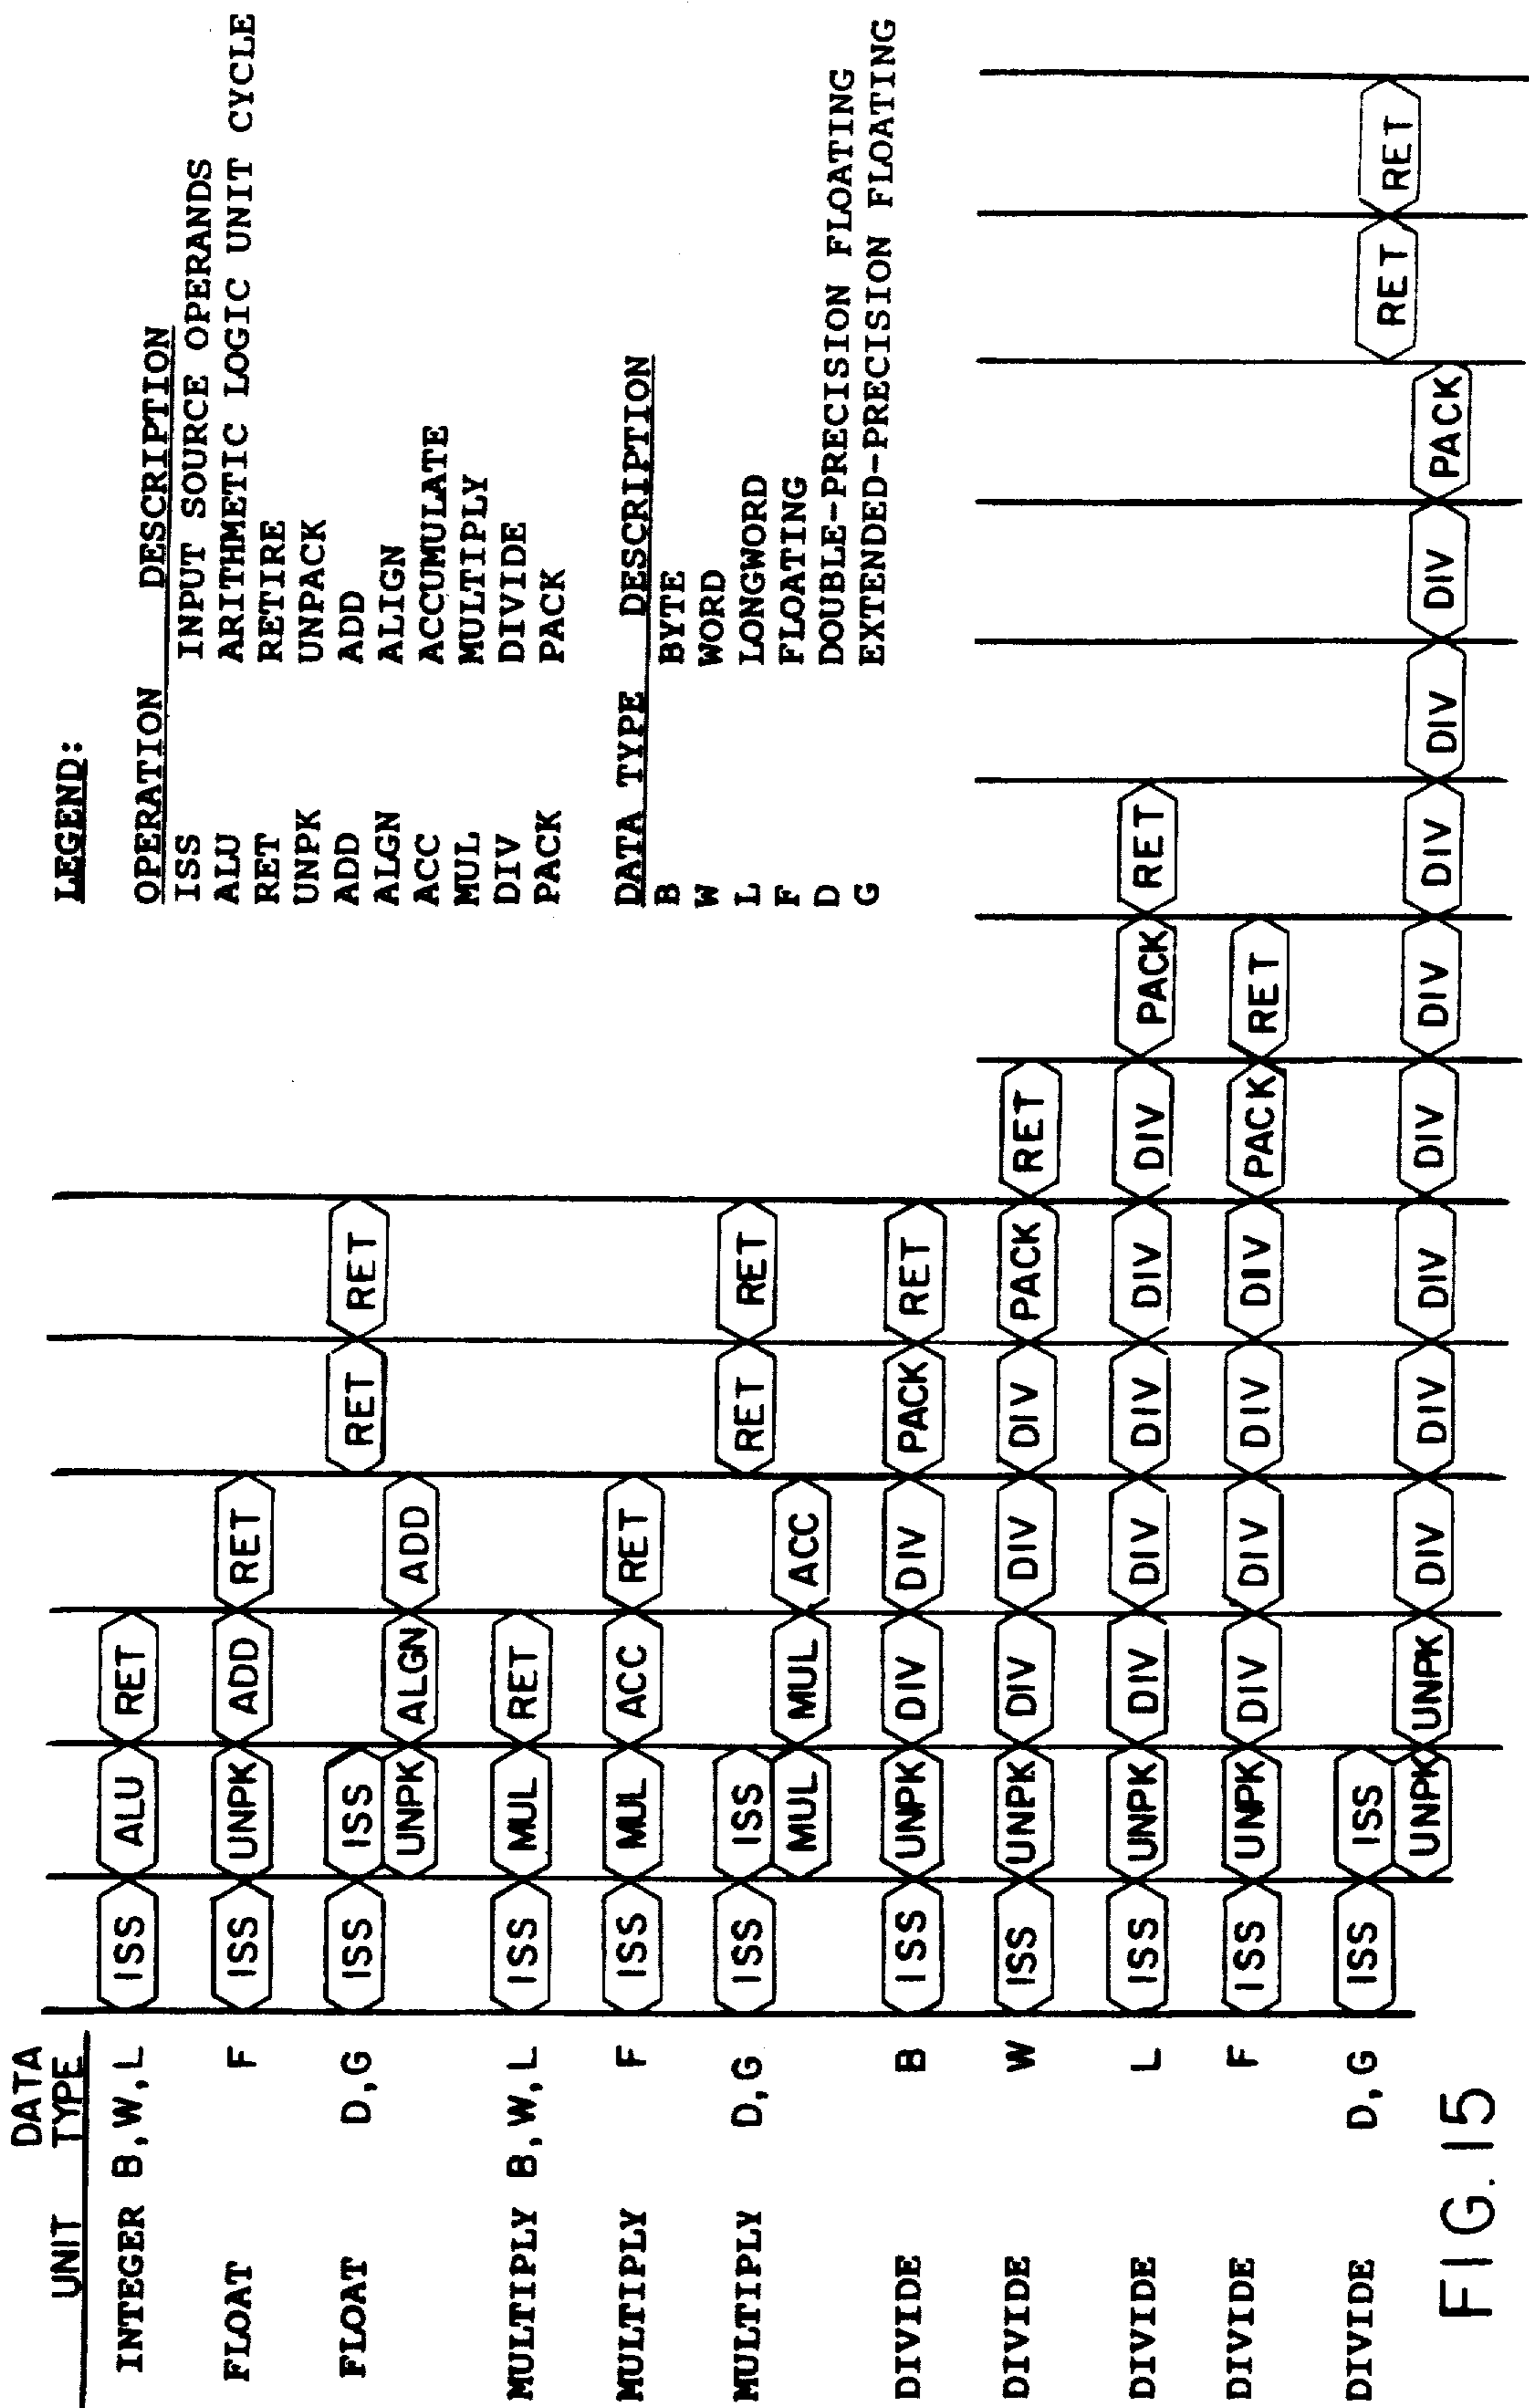 LEGEND:
OPERATION DESCRIPTION
ISS INPUT SOURCE OPERANDS
ALU ARITHMETIC LOGIC UNIT CYCLE
RET RETIRE
UNPK UNPACK
ADD ADD
ALGN ALIGN
ACC ACCUMULATE
MUL MULTIPLY
DIV DIVIDE
PACK PACK
DATA TYPE DESCRIPTION
B BYTE
W WORD
L LONGWORD
F FLOATING
D DOUBLE-PRECISION FLOATING
G EXTENDED-PRECISION FLOATING
DATA
UNIT TYPE
INTEGER B, W, L ISS ALU RET
FLOAT F ISS UNPK ADD RET
FLOAT D, G ISS ISS RET RET
UNPK ALGN ADD
MULTIPLY B, W, L ISS MUL RET
MULTIPLY F ISS MUL ACC RET
MULTIPLY D, G ISS ISS RET RET
MUL MUL ACC
DIVIDE B ISS UNPK DIV DIV PACK RET
DIVIDE W ISS UNPK DIV DIV DIV PACK RET
DIVIDE L ISS UNPK DIV DIV DIV DIV DIV PACK RET
DIVIDE F ISS UNPK DIV DIV DIV DIV PACK RET
DIVIDE D, G ISS ISS RET RET
UNPK UNPK DIV DIV DIV DIV DIV DIV DIV DIV PACK
FIG. 15